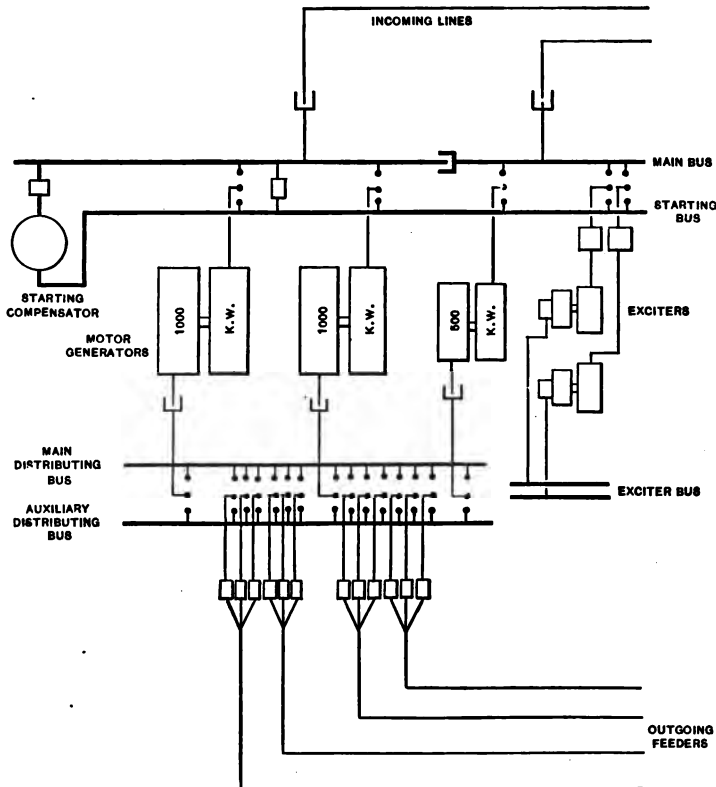 INCOMING LINES
MAIN BUS
STARTING
BUS
STARTING
COMPENSATOR
MOTOR
GENERATORS
1000
K.W.
1000
K.W.
500
K.W.
EXCITERS
MAIN
DISTRIBUTING
BUS
AUXILIARY
DISTRIBUTING
BUS
EXCITER BUS
OUTGOING
FEEDERS